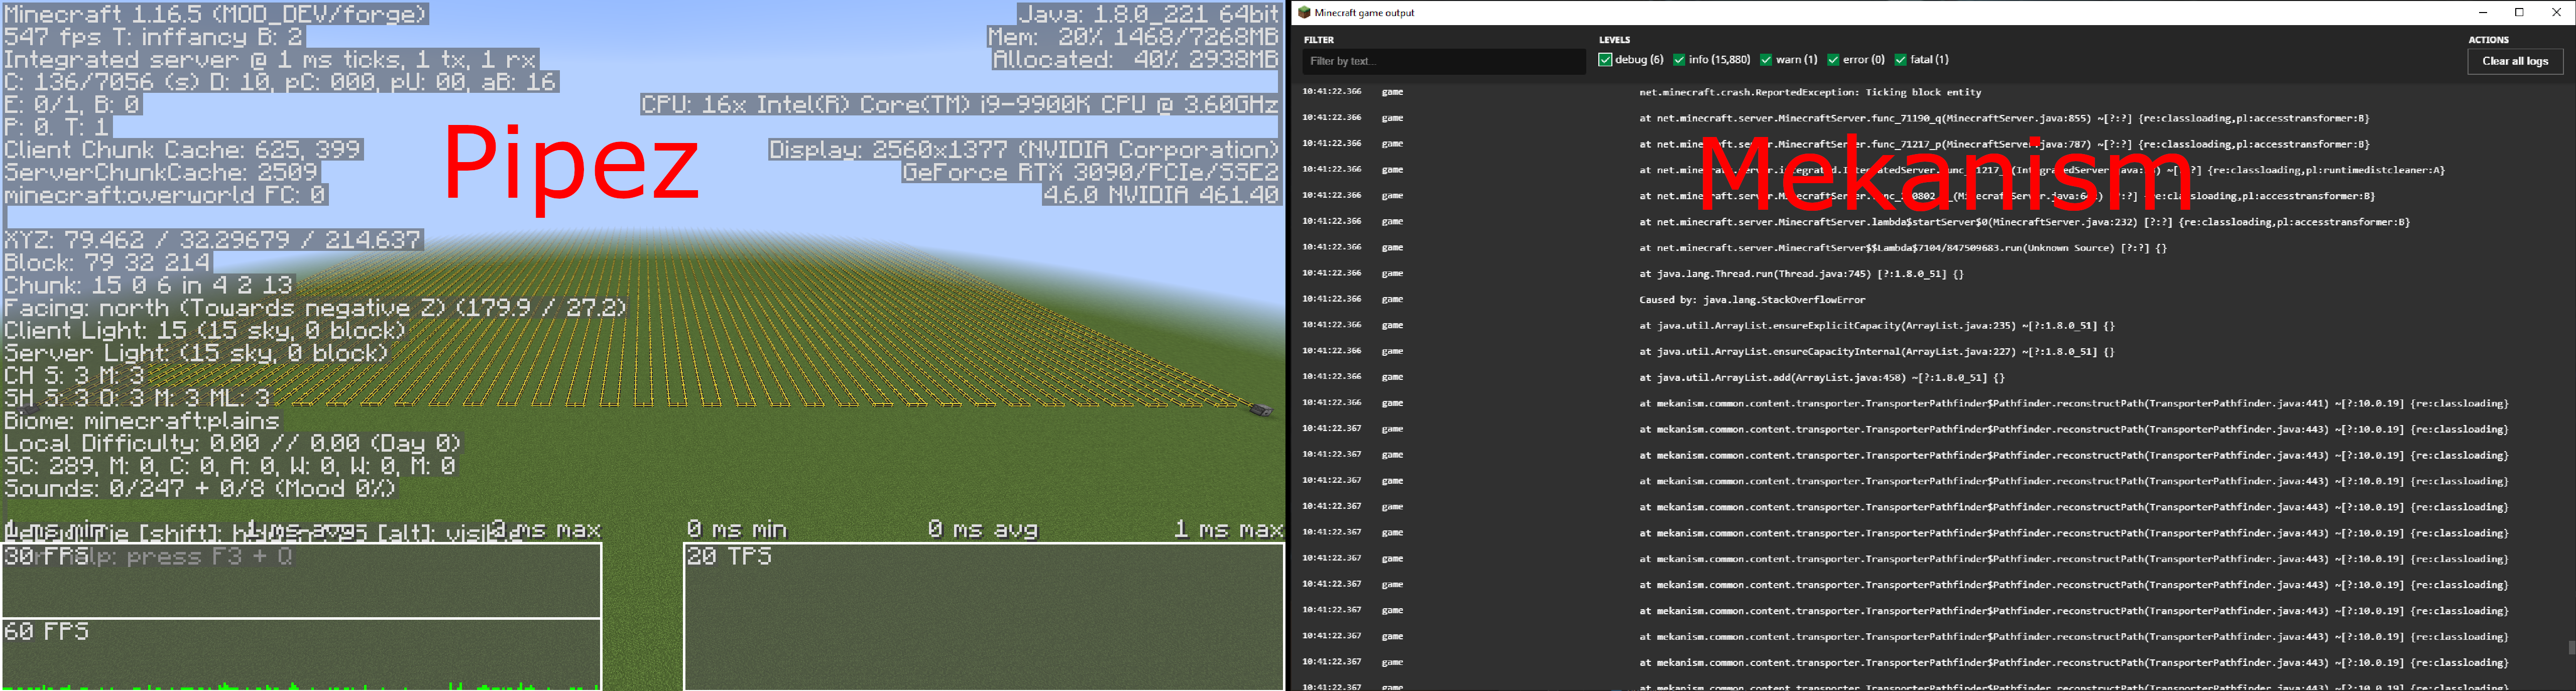 Minecraft 1.16.5 (MOD_DEV/forge)
547 fps T: inffancy B: 2
Integrated server @ 1 ms ticks, 1 tx, 1 rx
C: 136/7056 (s) D: 10, pC: 000, pU: 00, aB: 16
E: 0/1, B: 0
P: 0. T: 1
Client Chunk Cache: 625, 399
ServerChunkCache: 2509
minecraft:overworld FC: 0
XYZ: 79.462 / 32.29679 / 214.637
Block: 79 32 214
Chunk: 15 0 6 in 4 2 13
Facing: north (Towards negative Z) (179.9 / 27.2)
Client Light: 15 (15 sky, 0 block)
Server Light: (15 sky, 0 block)
CH S: 3 M: 3
SH S: 3 O: 3 M: 3 ML: 3
Biome: minecraft:plains
Local Difficulty: 0.00 // 0.00 (Day 0)
SC: 289, M: 0, C: 0, A: 0, W: 0, W: 0, M: 0
Sounds: 0/247 + 0/8 (Mood 0%)
Java: 1.8.0_221 64bit
Mem: 20% 1468/7268MB
Allocated: 40% 2938MB
CPU: 16x Intel(R) Core(TM) i9-9900K CPU @ 3.60GHz
Display: 2560x1377 (NVIDIA Corporation)
GeForce RTX 3090/PCIe/SSE2
4.6.0 NVIDIA 461.40
Pipez
1 ms min 1 ms avg ms max
[shift]: [alt]: visible
30 FPS lp: press F3 + Q
60 FPS
0 ms min 0 ms avg 1 ms max
20 TPS
Minecraft game output
FILTER
Filter by text...
LEVELS
debug (6) info (15,880) warn (1) error (0) fatal (1)
ACTIONS
Clear all logs
Mekanism
10:41:22.366 game net.minecraft.crash.ReportedException: Ticking block entity
10:41:22.366 game at net.minecraft.server.MinecraftServer.func_71190_q(MinecraftServer.java:855) ~[?:?] {re:classloading,pl:accesstransformer:B}
10:41:22.366 game at net.minecraft.server.MinecraftServer.func_71217_p(MinecraftServer.java:787) ~[?:?] {re:classloading,pl:accesstransformer:B}
10:41:22.366 game at net.minecraft.server. ~[?:?] {re:classloading,pl:runtimedistcleaner:A}
10:41:22.366 game at net.minecraft.server. [?:?] {re:classloading,pl:accesstransformer:B}
10:41:22.366 game at net.minecraft.server.MinecraftServer.lambda$startServer$0(MinecraftServer.java:232) [?:?] {re:classloading,pl:accesstransformer:B}
10:41:22.366 game at net.minecraft.server.MinecraftServer$$Lambda$7104/847509683.run(Unknown Source) [?:?] {}
10:41:22.366 game at java.lang.Thread.run(Thread.java:745) [?:1.8.0_51] {}
10:41:22.366 game Caused by: java.lang.StackOverflowError
10:41:22.366 game at java.util.ArrayList.ensureExplicitCapacity(ArrayList.java:235) ~[?:1.8.0_51] {}
10:41:22.366 game at java.util.ArrayList.ensureCapacityInternal(ArrayList.java:227) ~[?:1.8.0_51] {}
10:41:22.366 game at java.util.ArrayList.add(ArrayList.java:458) ~[?:1.8.0_51] {}
10:41:22.366 game at mekanism.common.content.transporter.TransporterPathfinder$Pathfinder.reconstructPath(TransporterPathfinder.java:441) ~[?:10.0.19] {re:classloading}
10:41:22.367 game at mekanism.common.content.transporter.TransporterPathfinder$Pathfinder.reconstructPath(TransporterPathfinder.java:443) ~[?:10.0.19] {re:classloading}
10:41:22.367 game at mekanism.common.content.transporter.TransporterPathfinder$Pathfinder.reconstructPath(TransporterPathfinder.java:443) ~[?:10.0.19] {re:classloading}
10:41:22.367 game at mekanism.common.content.transporter.TransporterPathfinder$Pathfinder.reconstructPath(TransporterPathfinder.java:443) ~[?:10.0.19] {re:classloading}
10:41:22.367 game at mekanism.common.content.transporter.TransporterPathfinder$Pathfinder.reconstructPath(TransporterPathfinder.java:443) ~[?:10.0.19] {re:classloading}
10:41:22.367 game at mekanism.common.content.transporter.TransporterPathfinder$Pathfinder.reconstructPath(TransporterPathfinder.java:443) ~[?:10.0.19] {re:classloading}
10:41:22.367 game at mekanism.common.content.transporter.TransporterPathfinder$Pathfinder.reconstructPath(TransporterPathfinder.java:443) ~[?:10.0.19] {re:classloading}
10:41:22.367 game at mekanism.common.content.transporter.TransporterPathfinder$Pathfinder.reconstructPath(TransporterPathfinder.java:443) ~[?:10.0.19] {re:classloading}
10:41:22.367 game at mekanism.common.content.transporter.TransporterPathfinder$Pathfinder.reconstructPath(TransporterPathfinder.java:443) ~[?:10.0.19] {re:classloading}
10:41:22.367 game at mekanism.common.content.transporter.TransporterPathfinder$Pathfinder.reconstructPath(TransporterPathfinder.java:443) ~[?:10.0.19] {re:classloading}
10:41:22.367 game at mekanism.common.content.transporter.TransporterPathfinder$Pathfinder.reconstructPath(TransporterPathfinder.java:443) ~[?:10.0.19] {re:classloading}
10:41:22.367 game at mekanism.common.content.transporter.TransporterPathfinder$Pathfinder.reconstructPath(TransporterPathfinder.java:443) ~[?:10.0.19] {re:classloading}